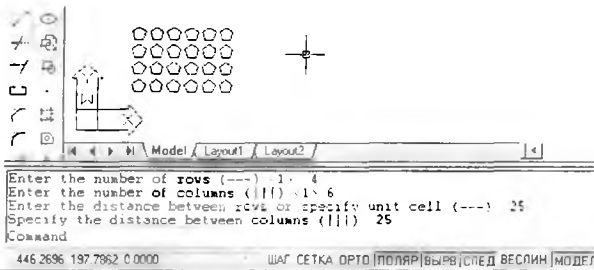 Model Layout1 Layout2
Enter the number of rows (---) <1> 4
Enter the number of columns (|||) <1> 6
Enter the distance between rows or specify unit cell (---) 25
Specify the distance between columns (|||) 25
Command
446.2696 197.7962 0.0000 ШАГ СЕТКА ОРТО ПОЛЯР ВЫРВ СЛЕД ВЕСЛИН МОДЕЛ